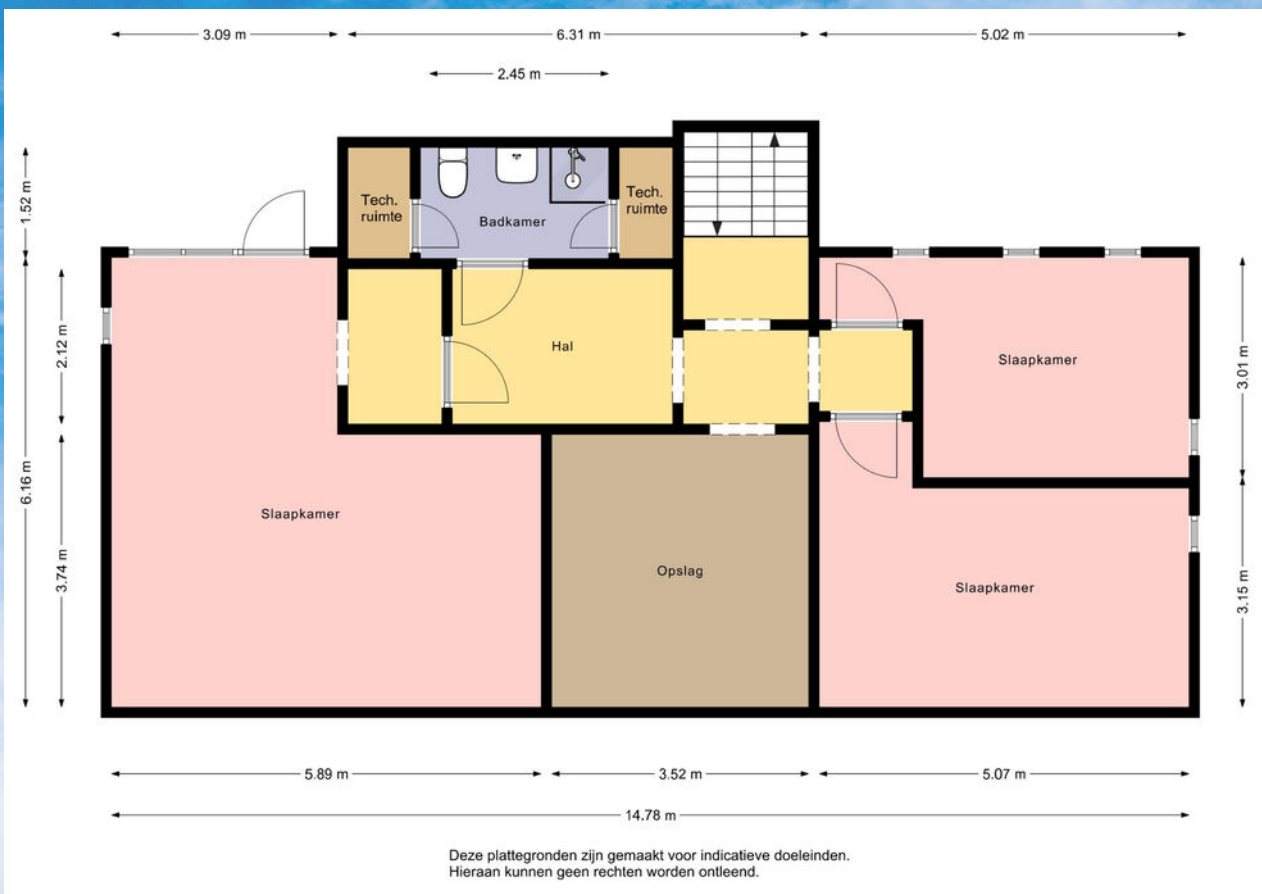 3.09 m
6.31 m
5.02 m
2.45 m
1.52 m
Tech.
ruimte
Badkamer
Tech.
ruimte
2.12 m
Hal
Slaapkamer
3.01 m
6.16 m
3.74 m
Slaapkamer
Opslag
Slaapkamer
3.15 m
5.89 m
3.52 m
5.07 m
14.78 m
Deze plattegronden zijn gemaakt voor indicatieve doeleinden.
Hieraan kunnen geen rechten worden ontleend.